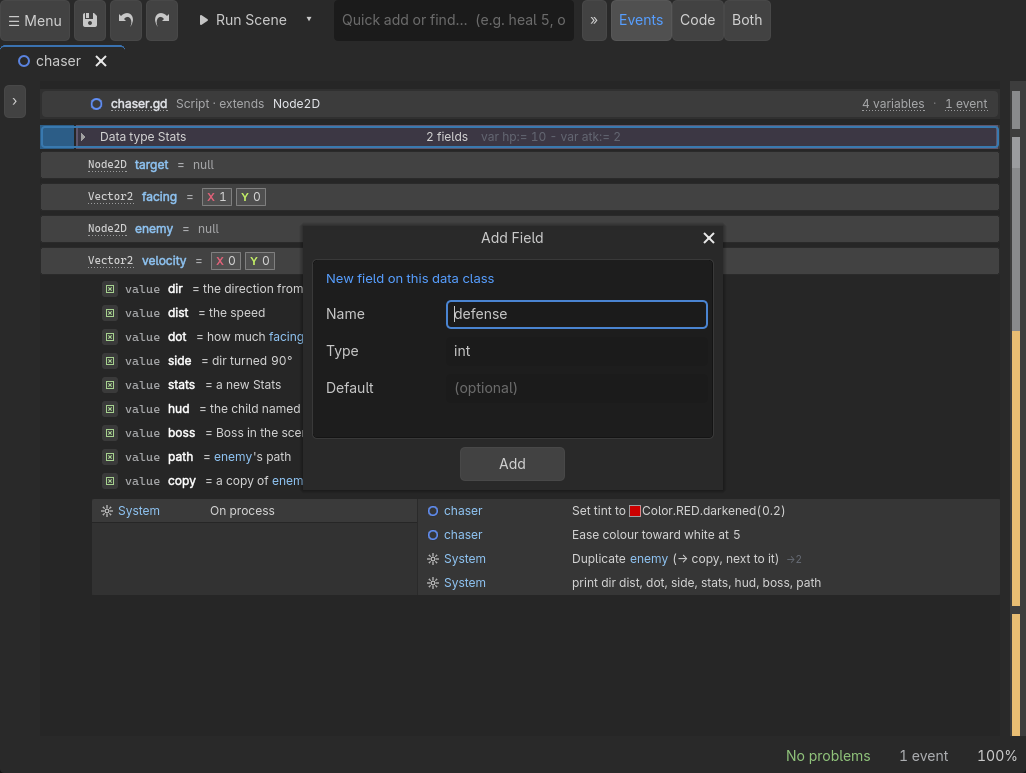 Menu Run Scene Quick add or find... (e.g. heal 5, o » Events Code Both
chaser
chaser.gd Script · extends Node2D 4 variables · 1 event
Data type Stats 2 fields var hp:= 10 - var atk:= 2
Node2D target = null
Vector2 facing = X 1 Y 0
Node2D enemy = null
Vector2 velocity = X 0 Y 0
Add Field
New field on this data class
Name defense
Type int
Default (optional)
Add
value dir = the direction from
value dist = the speed
value dot = how much facing
value side = dir turned 90°
value stats = a new Stats
value hud = the child named
value boss = Boss in the sce
value path = enemy's path
value copy = a copy of enem
System On process chaser Set tint to Color.RED.darkened(0.2)
chaser Ease colour toward white at 5
System Duplicate enemy (→ copy, next to it) →2
System print dir dist, dot, side, stats, hud, boss, path
No problems 1 event 100%